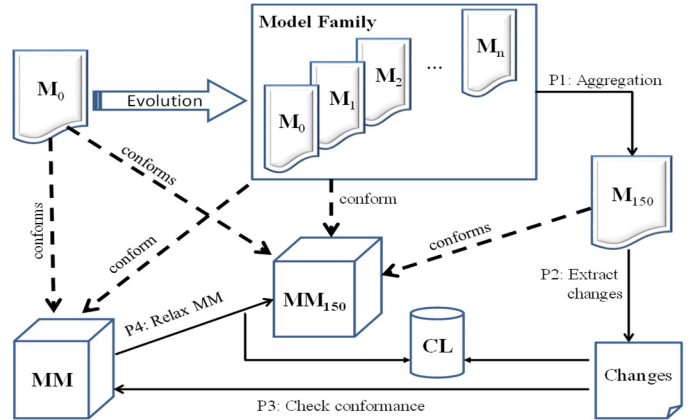 Model Family
M0
Evolution
M0
M1
M2
...
Mn
P1: Aggregation
conforms
conforms
conform
conform
conforms
M150
P2: Extract
changes
P4: Relax MM
MM150
CL
MM
Changes
P3: Check conformance